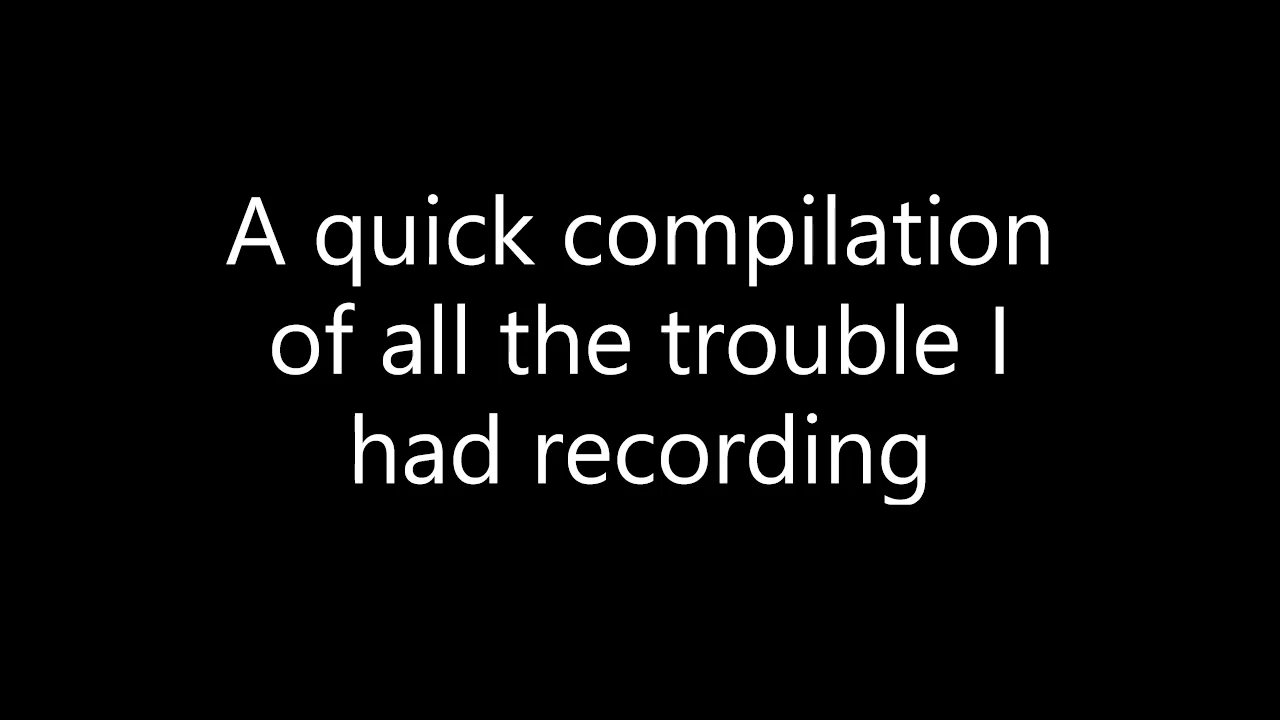 A quick compilation
of all the trouble I
had recording